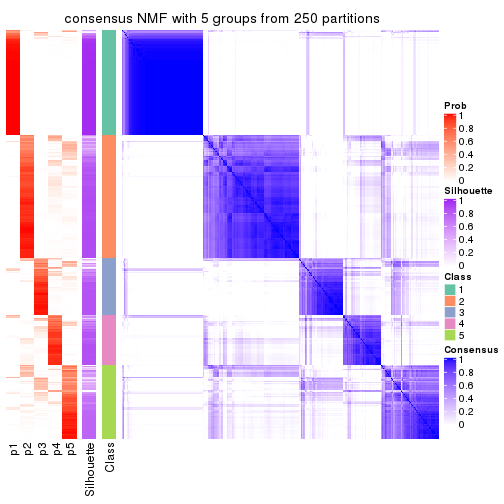 consensus NMF with 5 groups from 250 partitions
Prob
1
0.8
0.6
0.4
0.2
0
Silhouette
1
0.8
0.6
0.4
0.2
0
Class
1
2
3
4
5
Consensus
1
0.8
0.6
0.4
0.2
0
p1
p2
p3
p4
p5
Silhouette
Class